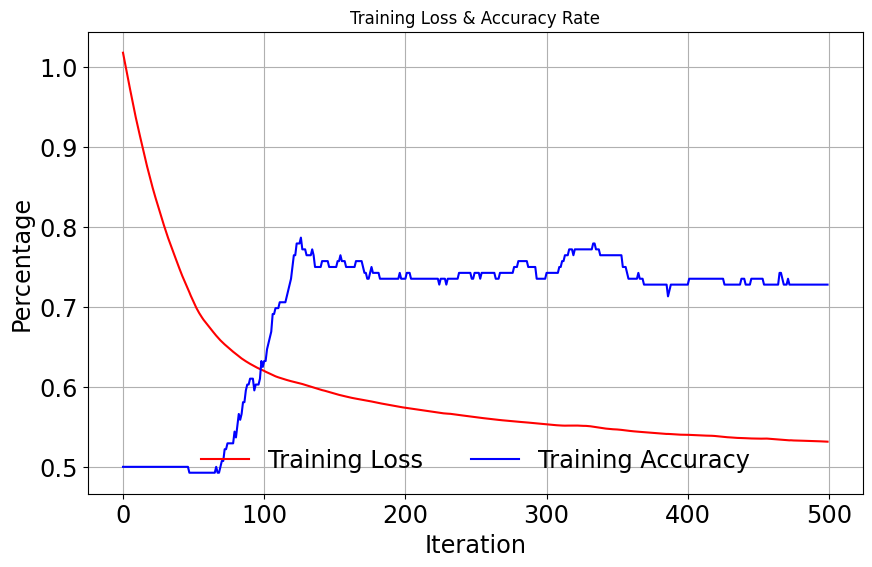 Training Loss & Accuracy Rate
1.0
0.9
0.8
0.7
0.6
0.5
Percentage
Training Loss Training Accuracy
0 100 200 300 400 500
Iteration